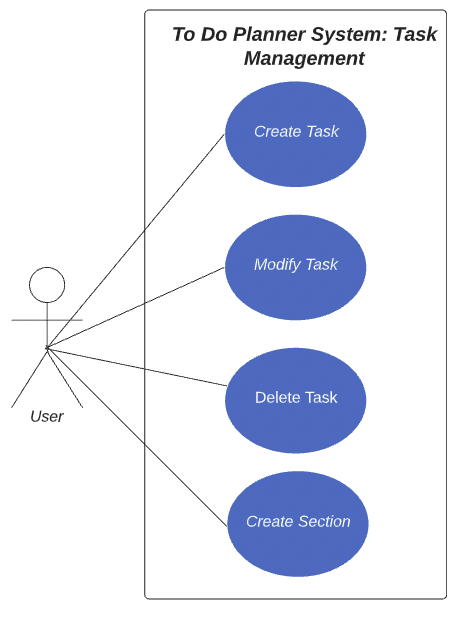 To Do Planner System: Task
Management
Create Task
Modify Task
Delete Task
Create Section
User